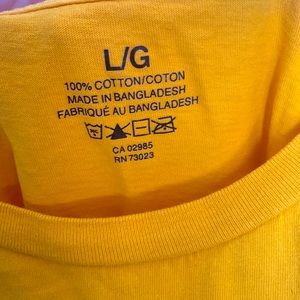 L/G
100% COTTON/COTON
MADE IN BANGLADESH
FABRIQUÉ AU BANGLADESH
CA 02985
RN 73023